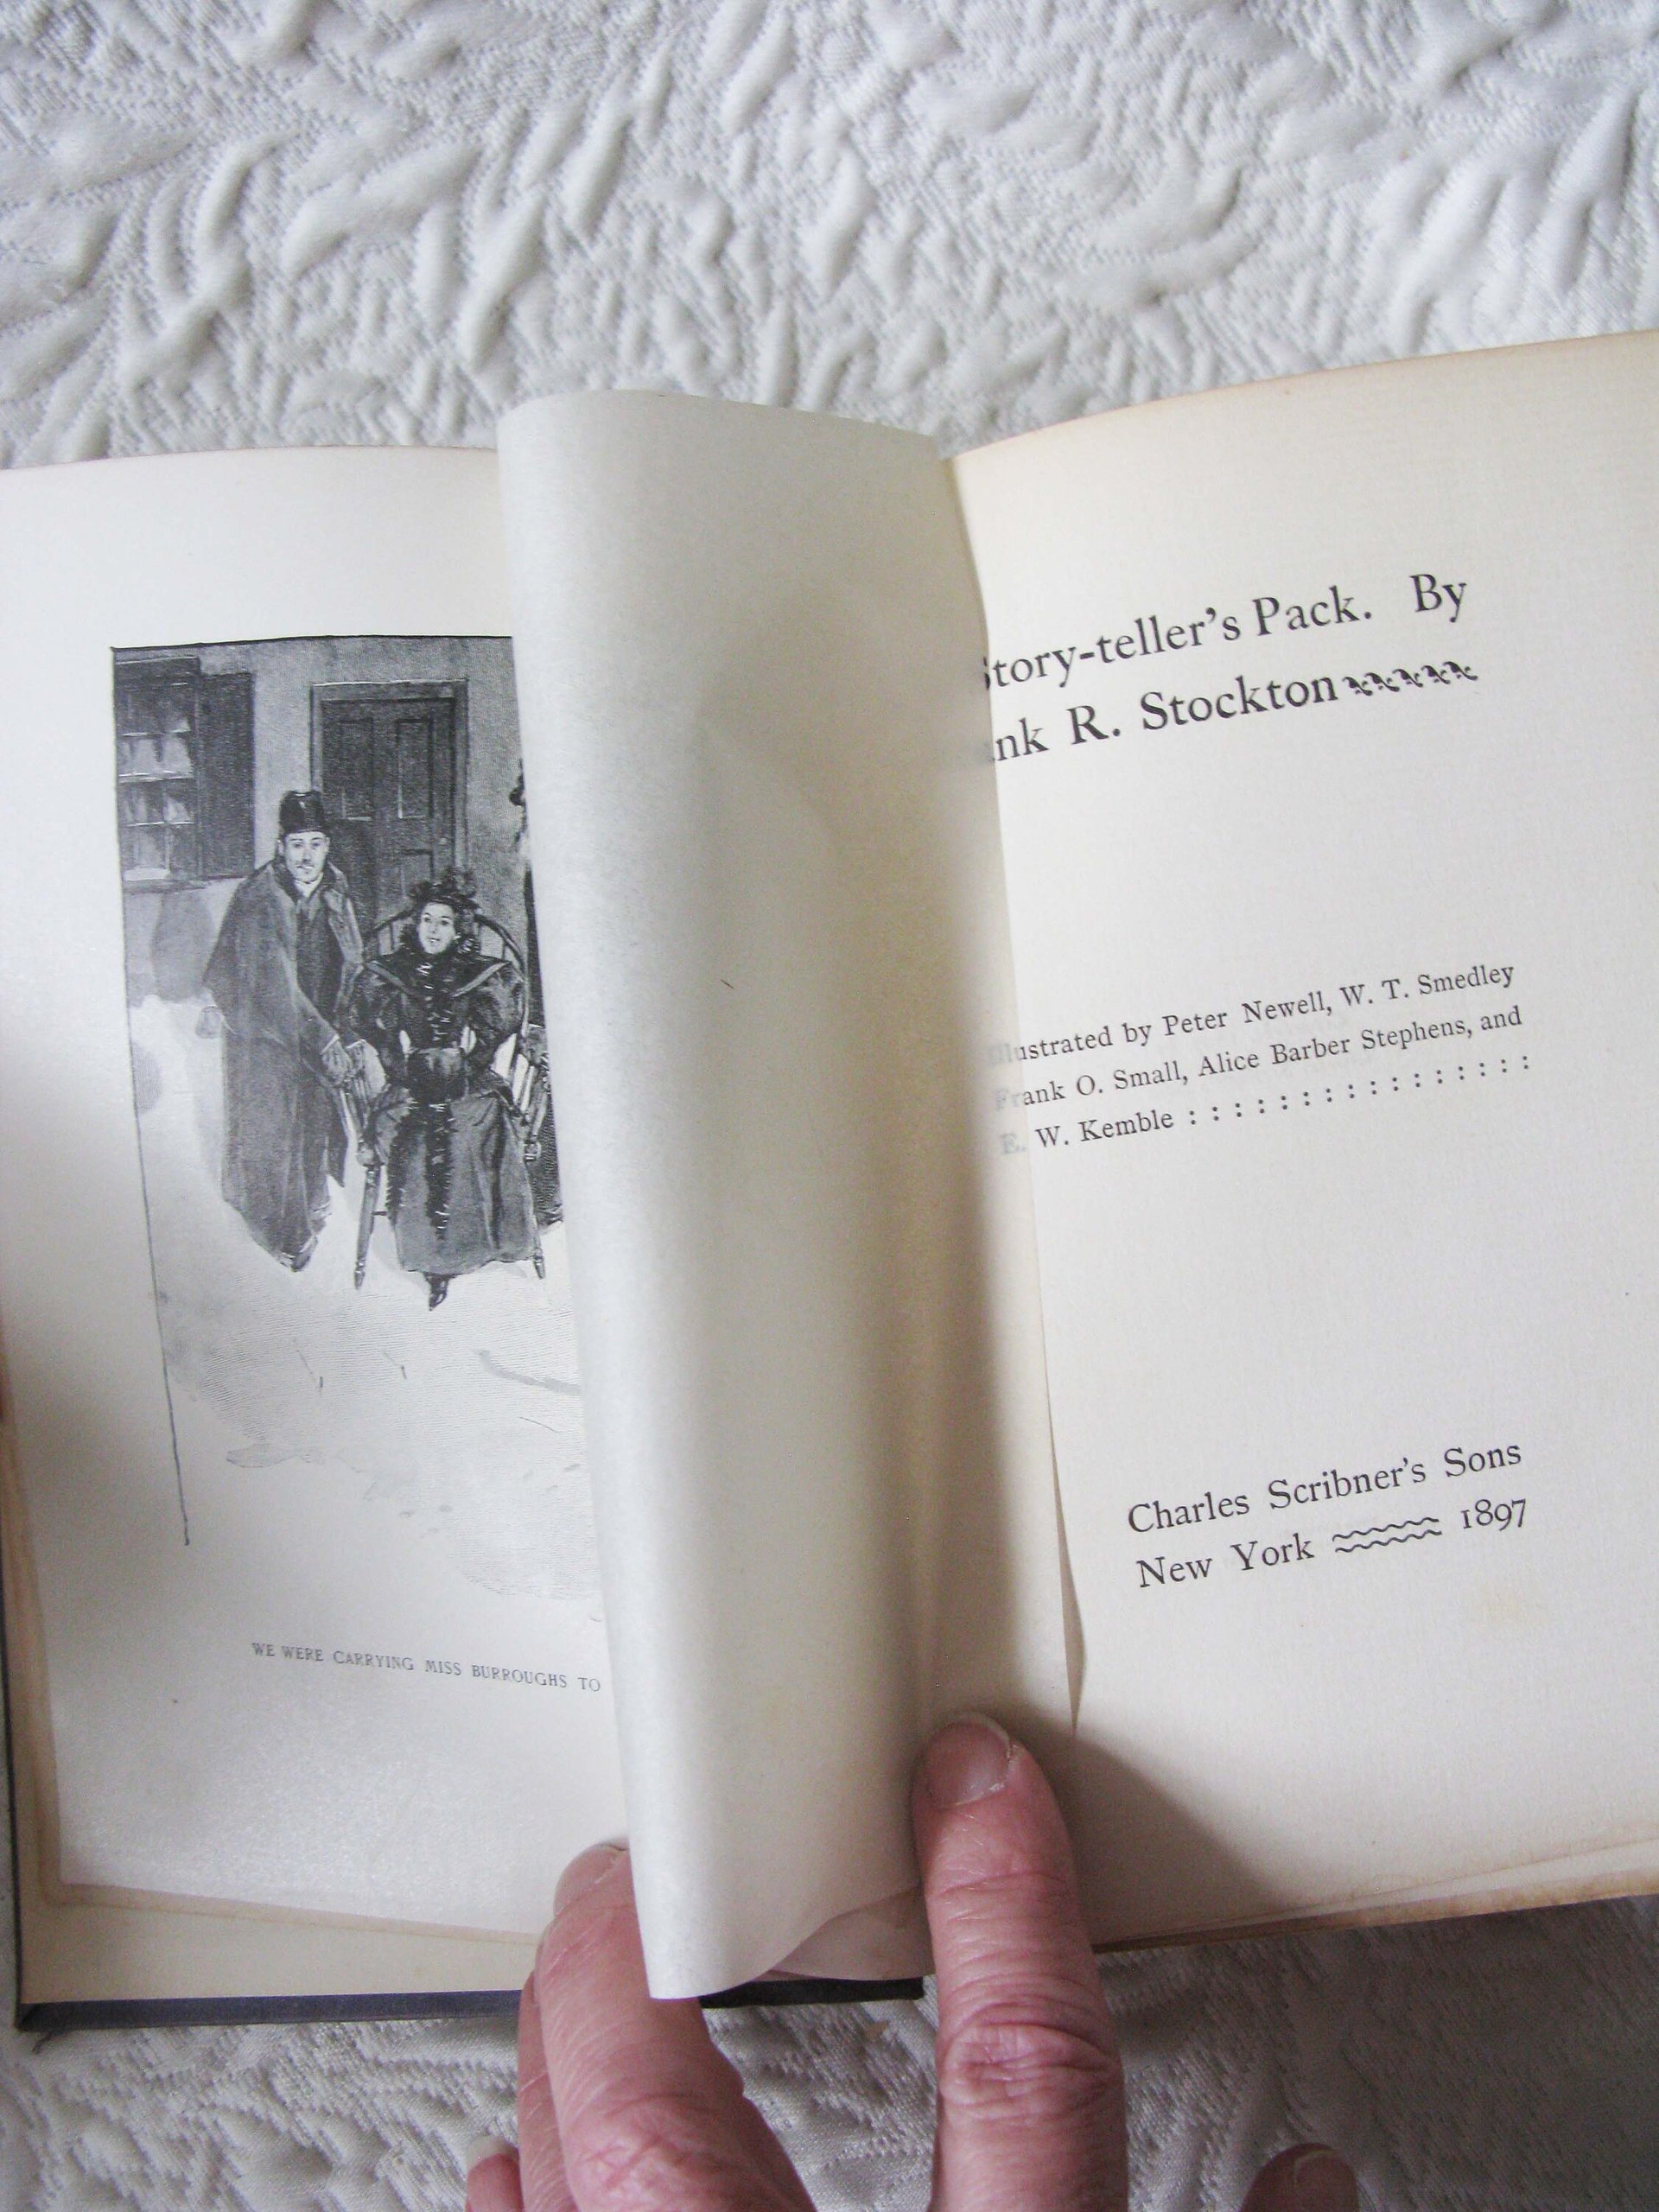 WE WERE CARRYING MISS BURROUGHS TO
Story-teller's Pack. By
nk R. Stockton
Illustrated by Peter Newell, W. T. Smedley
Frank O. Small, Alice Barber Stephens, and
E. W. Kemble : : : : : : : : : : : : : : :
Charles Scribner's Sons
New York 1897